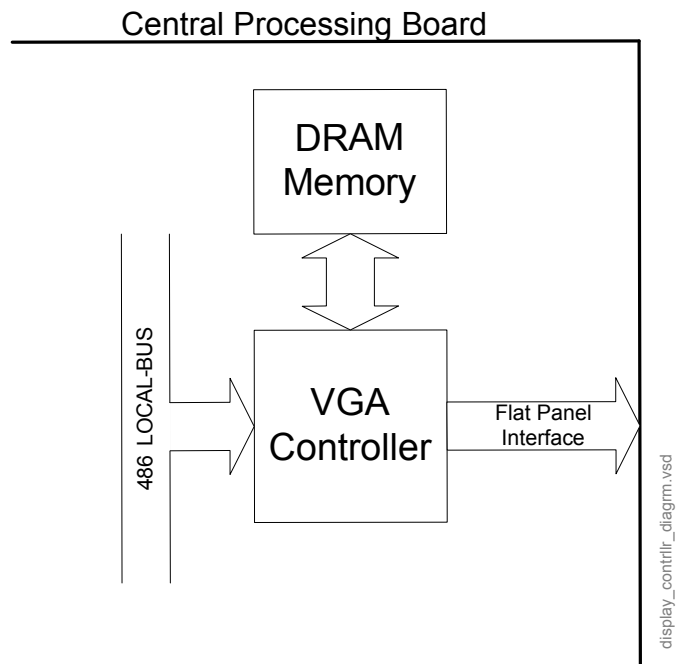 Central Processing Board
DRAM
Memory
486 LOCAL-BUS
VGA
Controller
Flat Panel
Interface
display_contrllr_diagrm.vsd